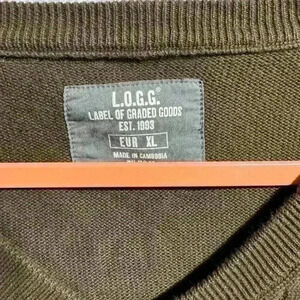 L.O.G.G.
LABEL OF GRADED GOODS
EST. 1993
EUR XL
MADE IN CAMBODIA